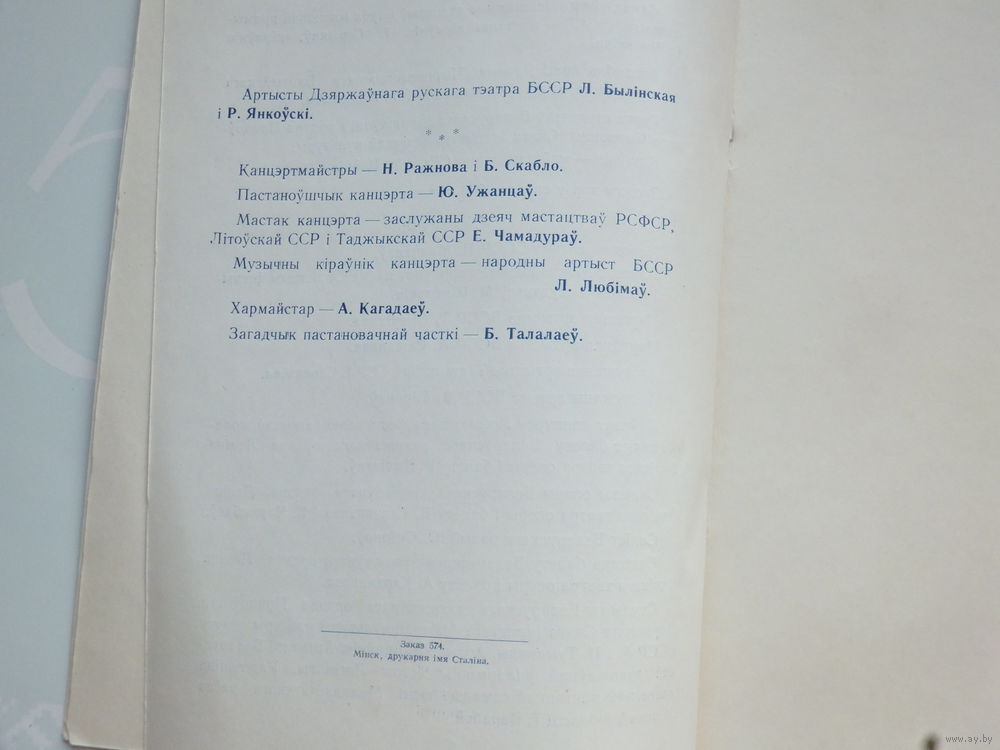 Артысты Дзяржаўнага рускага тэатра БССР Л. Былінская
і Р. Янкоўскі.
* * *
Канцэртмайстры — Н. Ражнова і Б. Скабло.
Пастаноўшчык канцэрта — Ю. Ужанцаў.
Мастак канцэрта — заслужаны дзеяч мастацтваў РСФСР,
Літоўскай ССР і Таджыкскай ССР Е. Чамадураў.
Музычны кіраўнік канцэрта — народны артыст БССР
Л. Любімаў.
Хармайстар — А. Кагадаеў.
Загадчык пастановачнай часткі — Б. Талалаеў.
Заказ 574.
Мінск, друкарня імя Сталіна.
www.ay.by